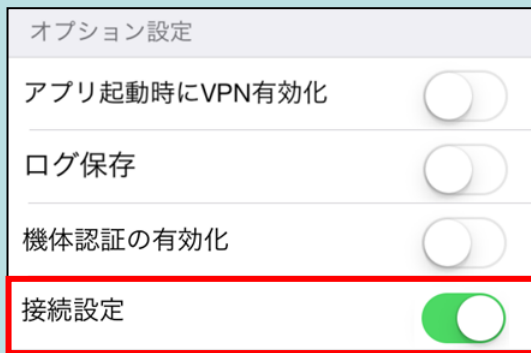 オプション設定
アプリ起動時にVPN有効化
ログ保存
機体認証の有効化
接続設定